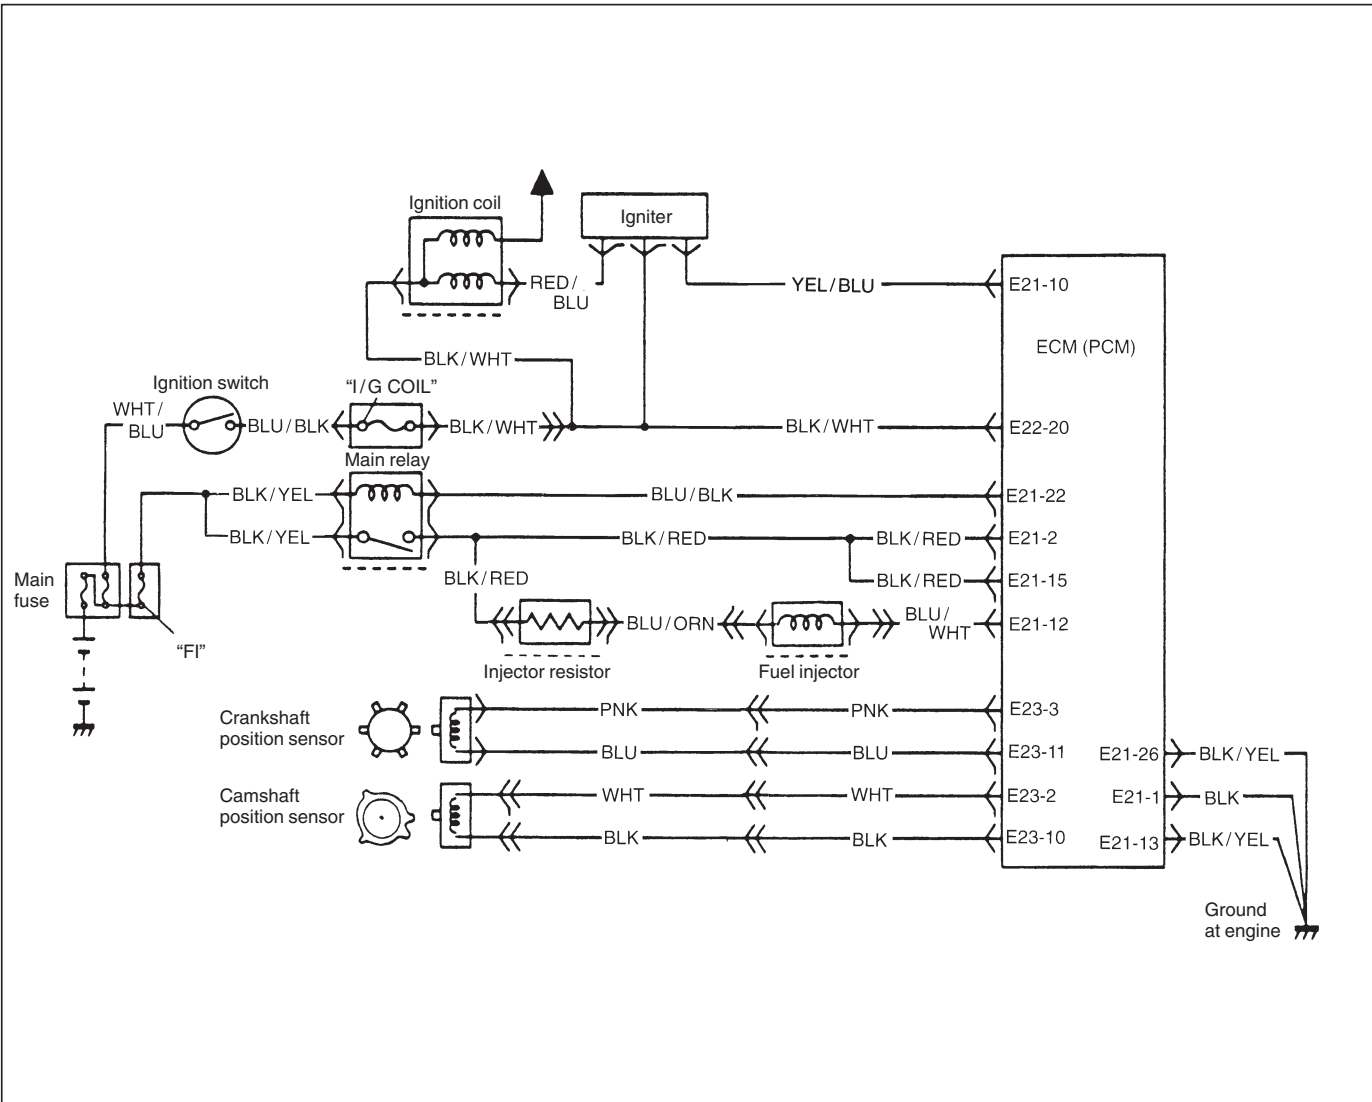 Ignition coil
Igniter
RED/
BLU
YEL/BLU
E21-10
ECM (PCM)
BLK/WHT
Ignition switch
"I/G COIL"
WHT/
BLU
BLU/BLK
BLK/WHT
BLK/WHT
E22-20
Main relay
BLK/YEL
BLU/BLK
E21-22
BLK/YEL
BLK/RED
BLK/RED
E21-2
BLK/RED
BLK/RED
E21-15
Main
fuse
"FI"
BLU/ORN
BLU/
WHT
E21-12
Injector resistor
Fuel injector
Crankshaft
position sensor
PNK
PNK
E23-3
BLU
BLU
E23-11
E21-26
BLK/YEL
Camshaft
position sensor
WHT
WHT
E23-2
E21-1
BLK
BLK
BLK
E23-10
E21-13
BLK/YEL
Ground
at engine